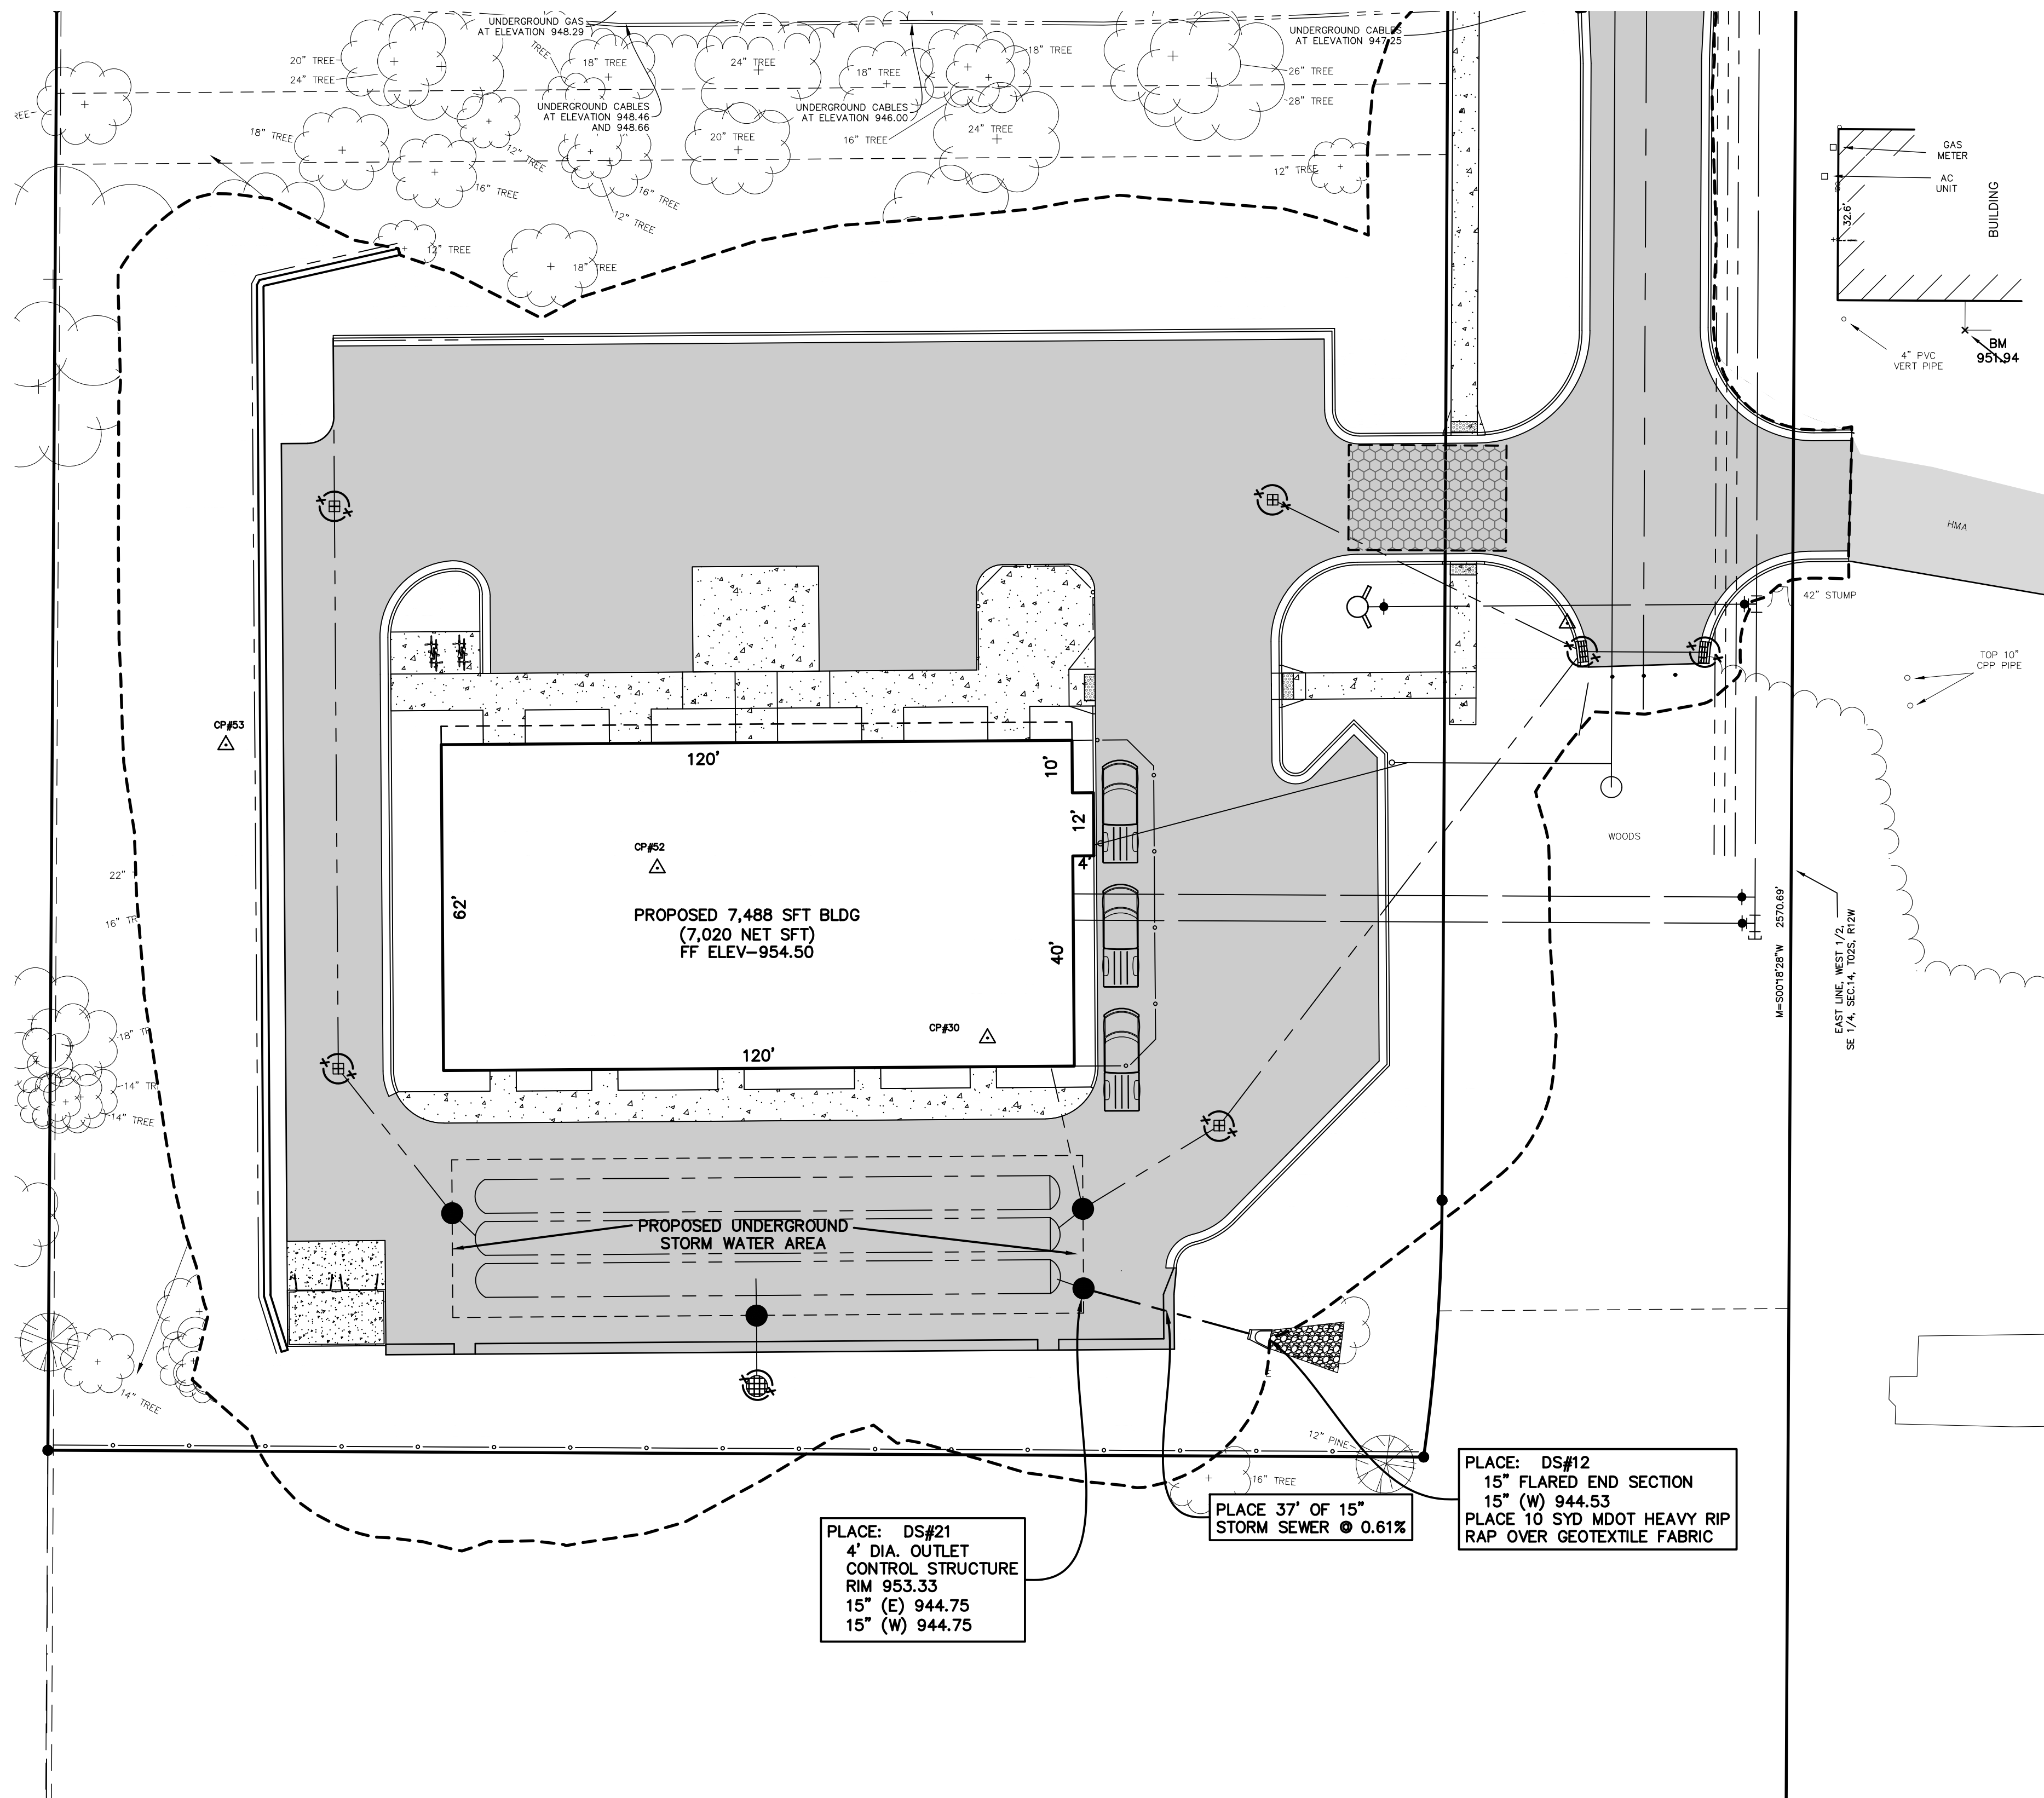 UNDERGROUND GAS
AT ELEVATION 948.29
UNDERGROUND CABLES
AT ELEVATION 947.25
20" TREE
24" TREE
TREE
18" TREE
24" TREE
18" TREE
18" TREE
26" TREE
28" TREE
UNDERGROUND CABLES
AT ELEVATION 948.46
AND 948.66
UNDERGROUND CABLES
AT ELEVATION 946.00
18" TREE
12" TREE
20" TREE
16" TREE
24" TREE
12" TREE
16" TREE
16" TREE
12" TREE
12" TREE
18" TREE
GAS
METER
AC
UNIT
32.6'
BUILDING
BM
951.94
4" PVC
VERT PIPE
HMA
42" STUMP
TOP 10"
CPP PIPE
CP#53
120'
10'
12'
4'
CP#52
62'
PROPOSED 7,488 SFT BLDG
(7,020 NET SFT)
FF ELEV-954.50
40'
CP#30
120'
WOODS
M=S00°18'28"W 2570.69'
EAST LINE, WEST 1/2,
SE 1/4, SEC.14, T02S, R12W
22" T
16" TR
18" TR
14" TR
14" TREE
PROPOSED UNDERGROUND
STORM WATER AREA
14" TREE
12" PINE
16" TREE
PLACE: DS#12
15" FLARED END SECTION
15" (W) 944.53
PLACE 10 SYD MDOT HEAVY RIP
RAP OVER GEOTEXTILE FABRIC
PLACE 37' OF 15"
STORM SEWER @ 0.61%
PLACE: DS#21
4' DIA. OUTLET
CONTROL STRUCTURE
RIM 953.33
15" (E) 944.75
15" (W) 944.75